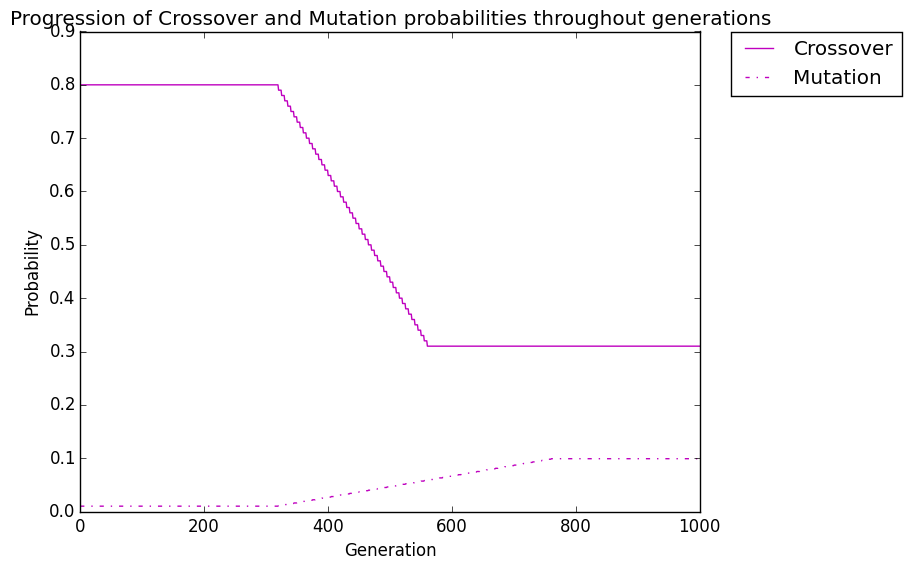 Progression of Crossover and Mutation probabilities throughout generations
0.9
0.8
0.7
0.6
0.5
0.4
0.3
0.2
0.1
0.0
Probability
0 200 400 600 800 1000
Generation
Crossover
Mutation